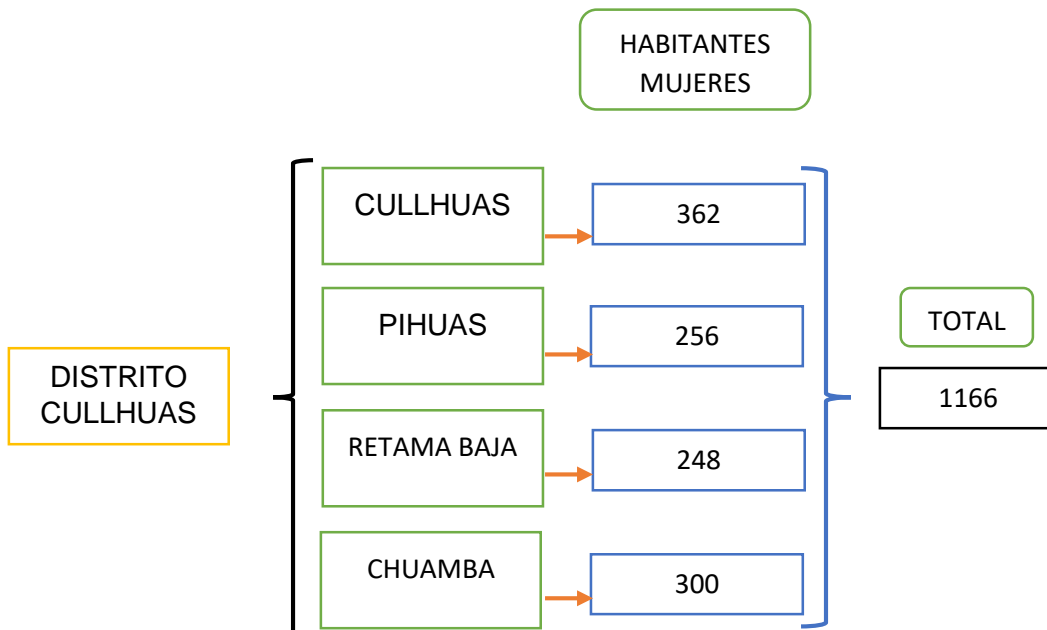 HABITANTES
MUJERES
CULLHUAS
362
PIHUAS
256
TOTAL
DISTRITO
CULLHUAS
1166
RETAMA BAJA
248
CHUAMBA
300